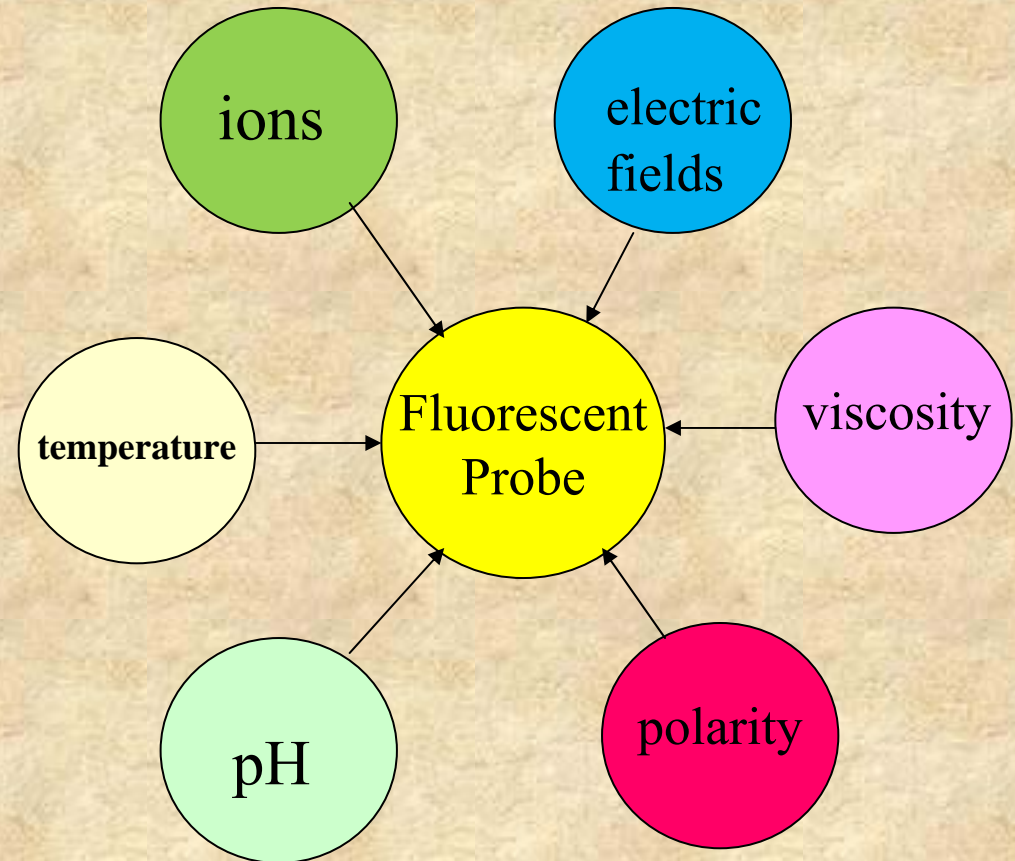 ions
electric
fields
Fluorescent
Probe
viscosity
temperature
polarity
pH